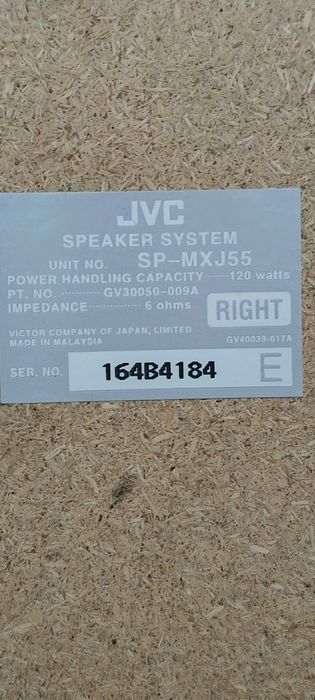 JVC
SPEAKER SYSTEM
UNIT NO. SP-MXJ55
POWER HANDLING CAPACITY······120 watts
PT. NO. ··········· GV30050-009A
IMPEDANCE··············· 6 ohms
RIGHT
VICTOR COMPANY OF JAPAN, LIMITED
MADE IN MALAYSIA
GV40039-017A
SER. NO. 164B4184 E